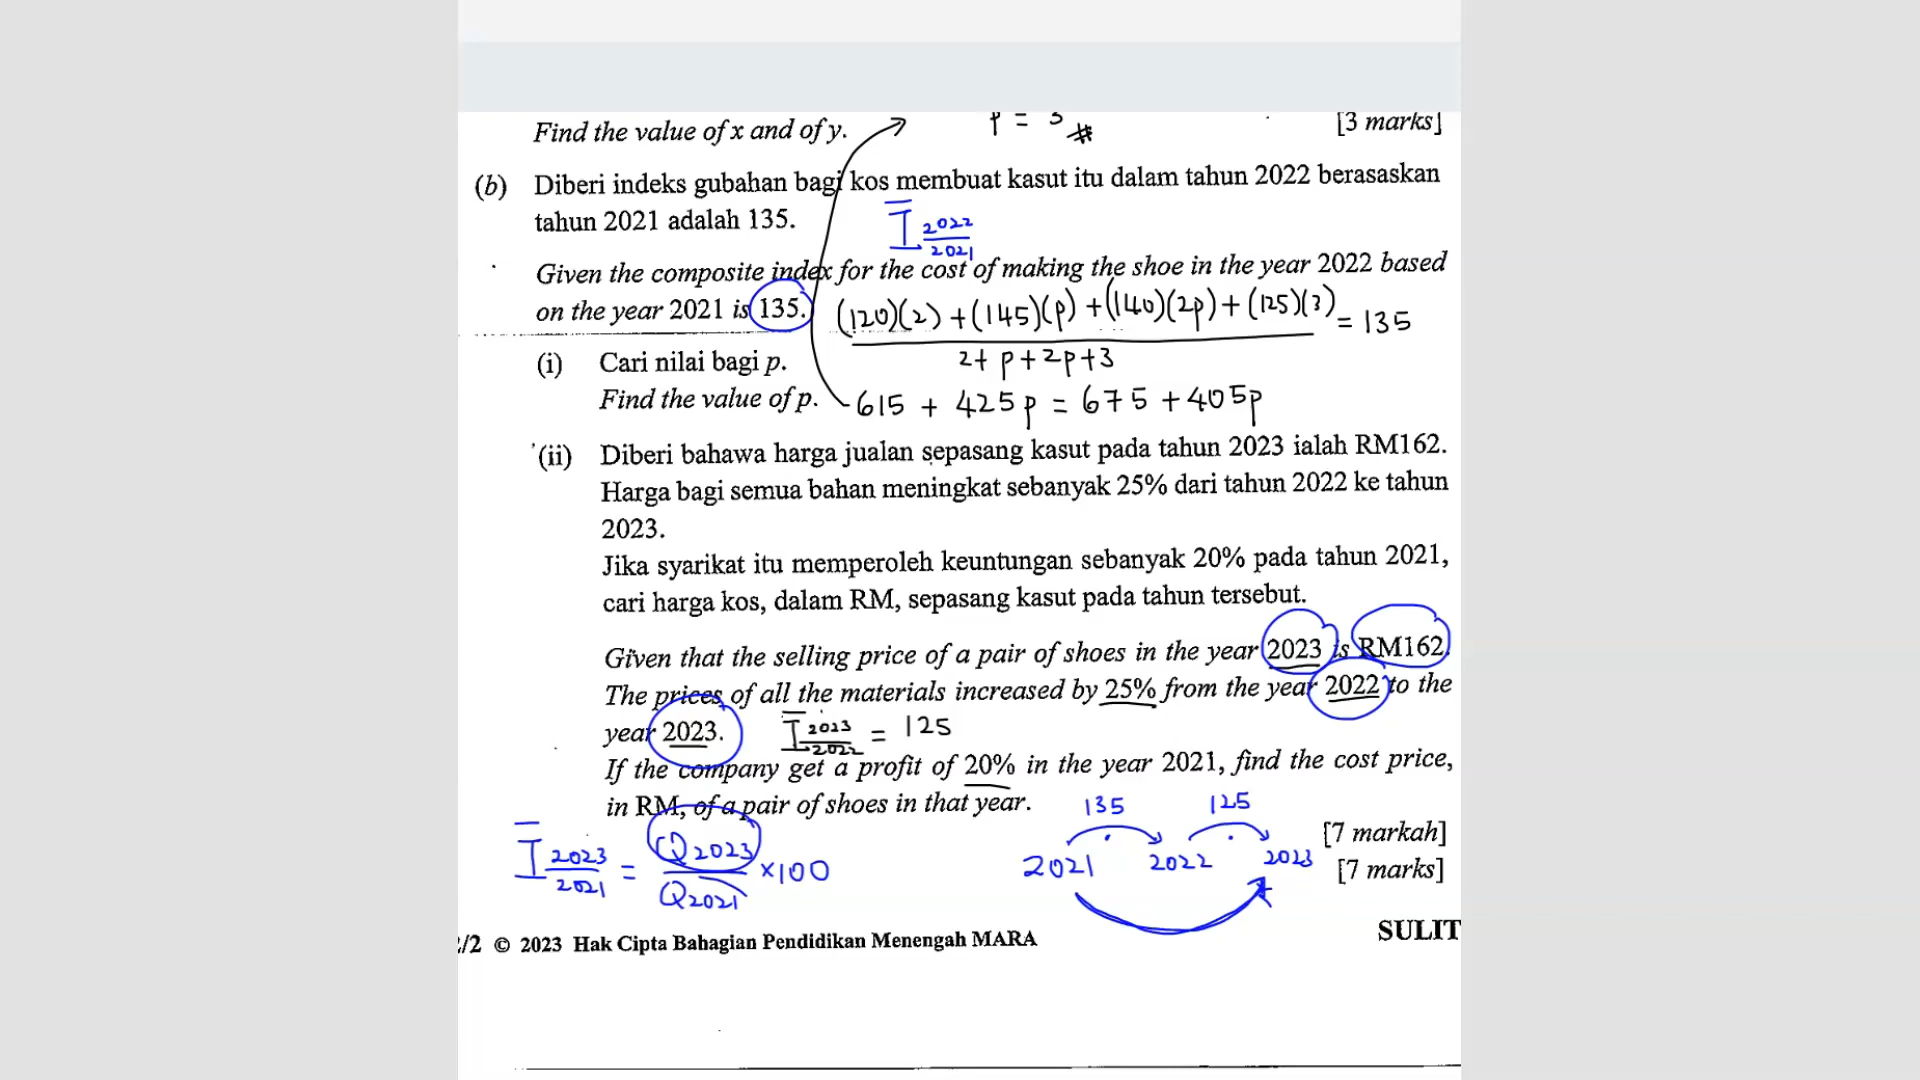 Find the value of x and of y.
p = 3 #
[3 marks]
(b) Diberi indeks gubahan bagi kos membuat kasut itu dalam tahun 2022 berasaskan
tahun 2021 adalah 135.
I 2022/2021
Given the composite index for the cost of making the shoe in the year 2022 based
on the year 2021 is 135.
(120)(2) + (145)(p) + (140)(2p) + (125)(3) = 135
2 + p + 2p + 3
(i) Cari nilai bagi p.
Find the value of p.
615 + 425p = 675 + 405p
(ii) Diberi bahawa harga jualan sepasang kasut pada tahun 2023 ialah RM162.
Harga bagi semua bahan meningkat sebanyak 25% dari tahun 2022 ke tahun
2023.
Jika syarikat itu memperoleh keuntungan sebanyak 20% pada tahun 2021,
cari harga kos, dalam RM, sepasang kasut pada tahun tersebut.
Given that the selling price of a pair of shoes in the year 2023 is RM162.
The prices of all the materials increased by 25% from the year 2022 to the
year 2023.
I 2023/2022 = 125
If the company get a profit of 20% in the year 2021, find the cost price,
in RM, of a pair of shoes in that year.
135 125
2021 2022 2023
[7 markah]
[7 marks]
I 2023/2021 = Q2023/Q2021 × 100
/2 © 2023 Hak Cipta Bahagian Pendidikan Menengah MARA
SULIT